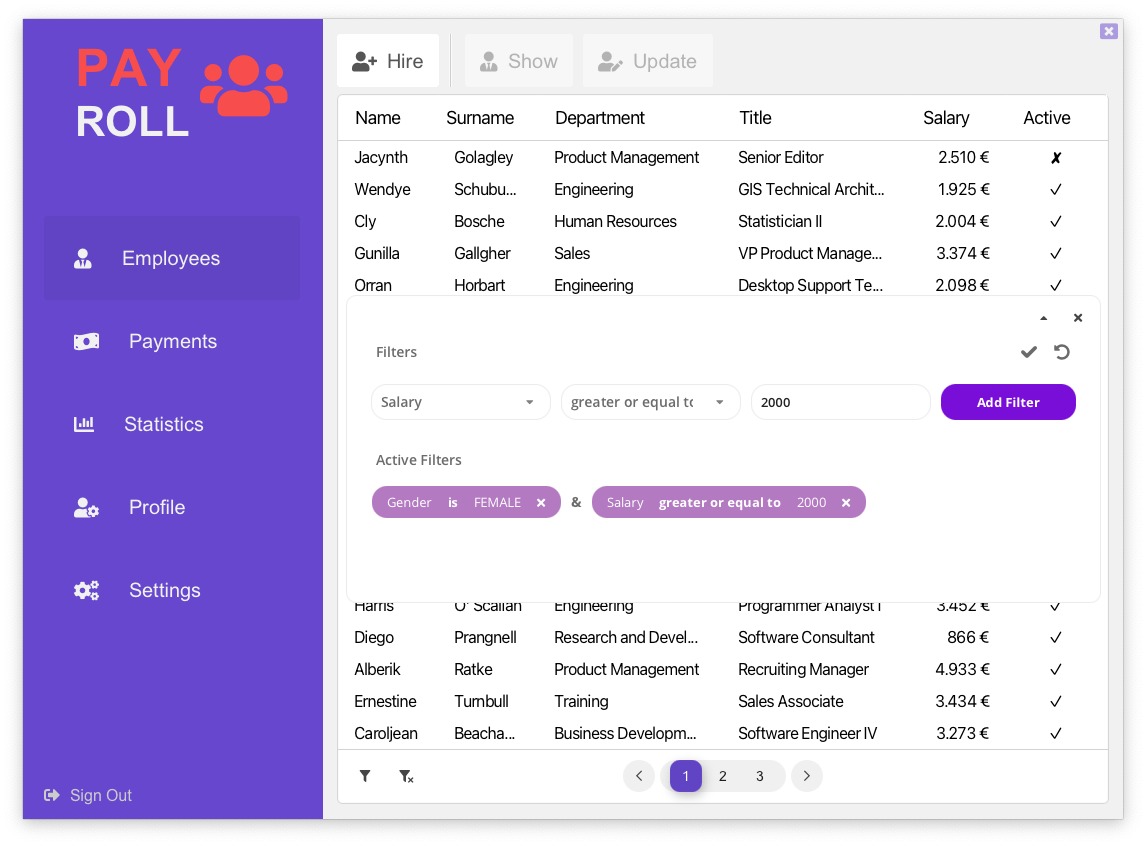 PAY
ROLL
Employees
Payments
Statistics
Profile
Settings
Sign Out
Hire Show Update
Name Surname Department Title Salary Active
Jacynth Golagley Product Management Senior Editor 2.510 € ✗
Wendye Schubu... Engineering GIS Technical Archit... 1.925 € ✓
Cly Bosche Human Resources Statistician II 2.004 € ✓
Gunilla Gallgher Sales VP Product Manage... 3.374 € ✓
Orran Horbart Engineering Desktop Support Te... 2.098 € ✓
Filters
Salary greater or equal to 2000 Add Filter
Active Filters
Gender is FEMALE × & Salary greater or equal to 2000 ×
Harris O' Scallan Engineering Programmer Analyst I 3.452 € ✓
Diego Prangnell Research and Devel... Software Consultant 866 € ✓
Alberik Ratke Product Management Recruiting Manager 4.933 € ✓
Ernestine Turnbull Training Sales Associate 3.434 € ✓
Caroljean Beacha... Business Developm... Software Engineer IV 3.273 € ✓
1 2 3